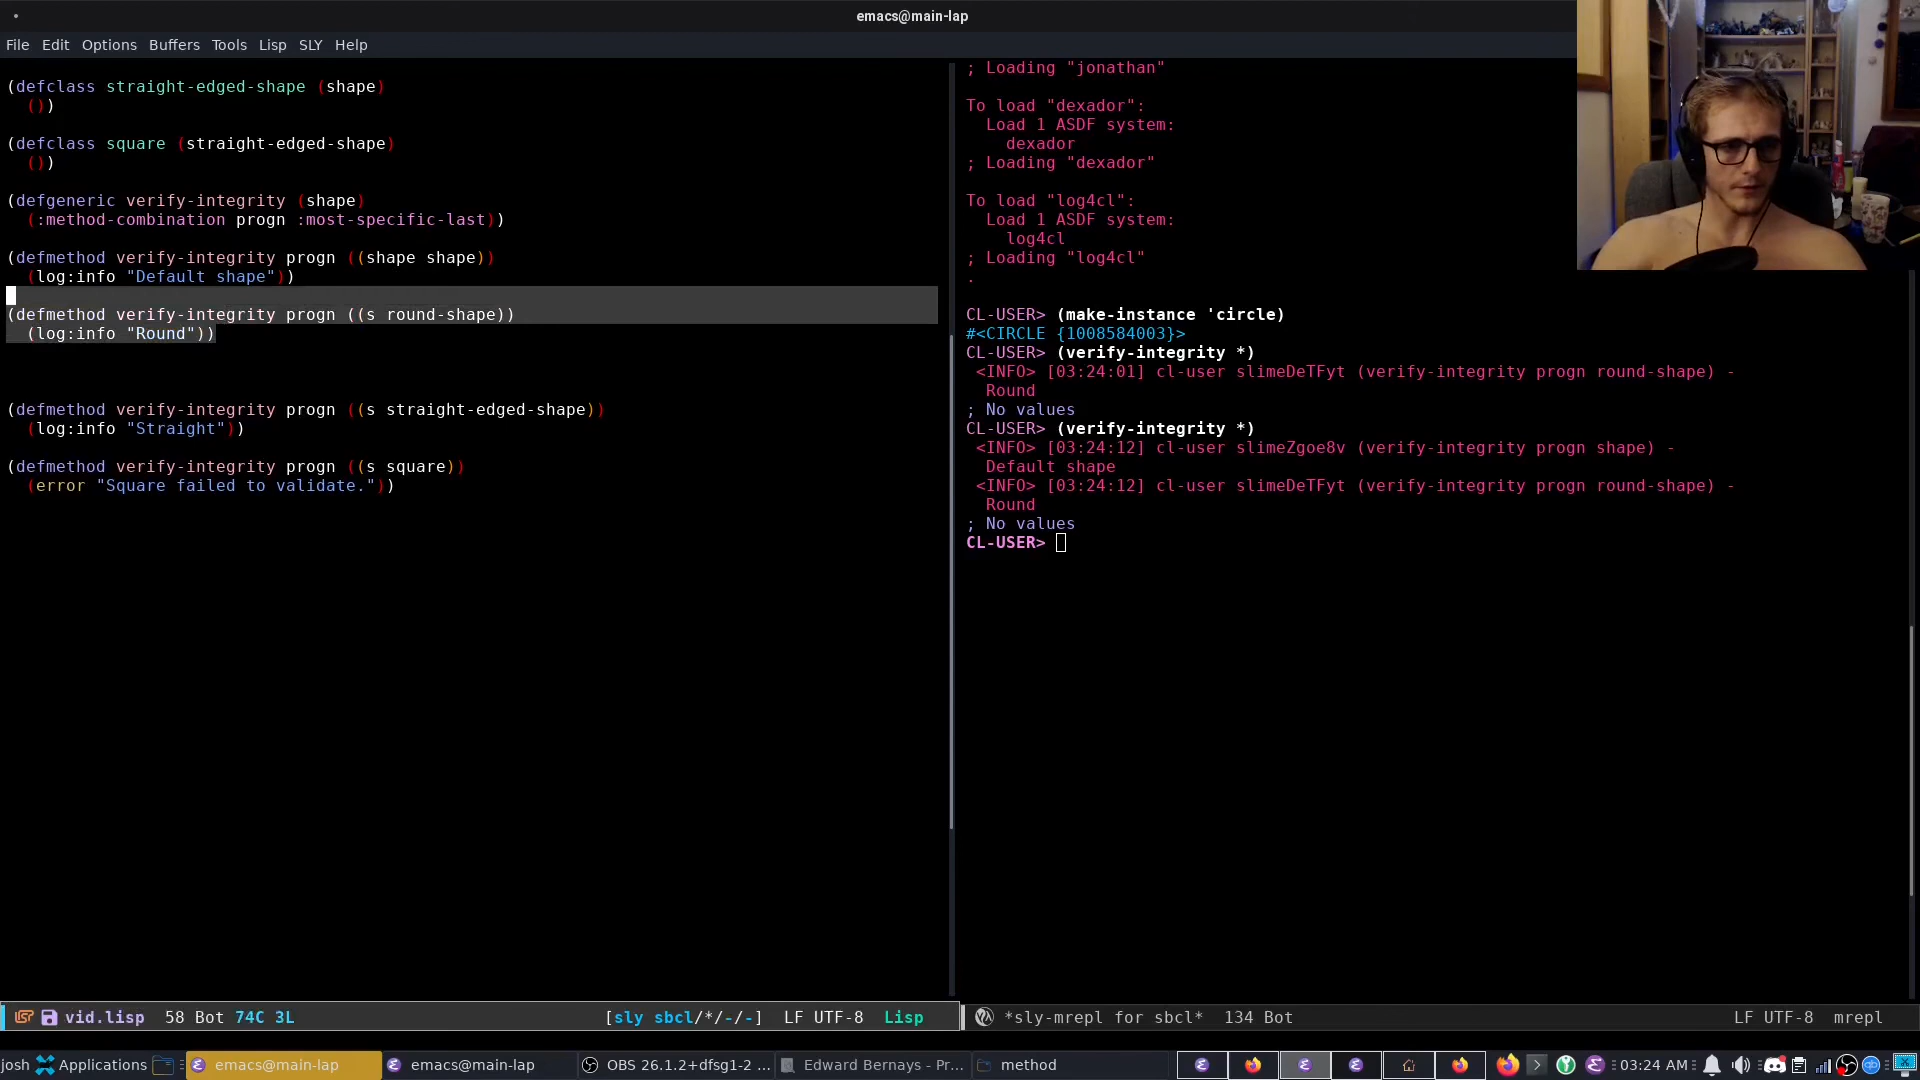 emacs@main-lap
File Edit Options Buffers Tools Lisp SLY Help
(defclass straight-edged-shape (shape)
  ())
(defclass square (straight-edged-shape)
  ())
(defgeneric verify-integrity (shape)
  (:method-combination progn :most-specific-last))
(defmethod verify-integrity progn ((shape shape))
  (log:info "Default shape"))
(defmethod verify-integrity progn ((s round-shape))
  (log:info "Round"))
(defmethod verify-integrity progn ((s straight-edged-shape))
  (log:info "Straight"))
(defmethod verify-integrity progn ((s square))
  (error "Square failed to validate."))
; Loading "jonathan"
To load "dexador":
  Load 1 ASDF system:
    dexador
; Loading "dexador"
To load "log4cl":
  Load 1 ASDF system:
    log4cl
; Loading "log4cl"
.
CL-USER> (make-instance 'circle)
#<CIRCLE {1008584003}>
CL-USER> (verify-integrity *)
 <INFO> [03:24:01] cl-user slimeDeTFyt (verify-integrity progn round-shape) -
  Round
; No values
CL-USER> (verify-integrity *)
 <INFO> [03:24:12] cl-user slimeZgoe8v (verify-integrity progn shape) -
  Default shape
 <INFO> [03:24:12] cl-user slimeDeTFyt (verify-integrity progn round-shape) -
  Round
; No values
CL-USER>
vid.lisp 58 Bot 74C 3L [sly sbcl/*/-/-] LF UTF-8 Lisp
*sly-mrepl for sbcl* 134 Bot LF UTF-8 mrepl
josh Applications emacs@main-lap emacs@main-lap OBS 26.1.2+dfsg1-2 ... Edward Bernays - Pr... method 03:24 AM